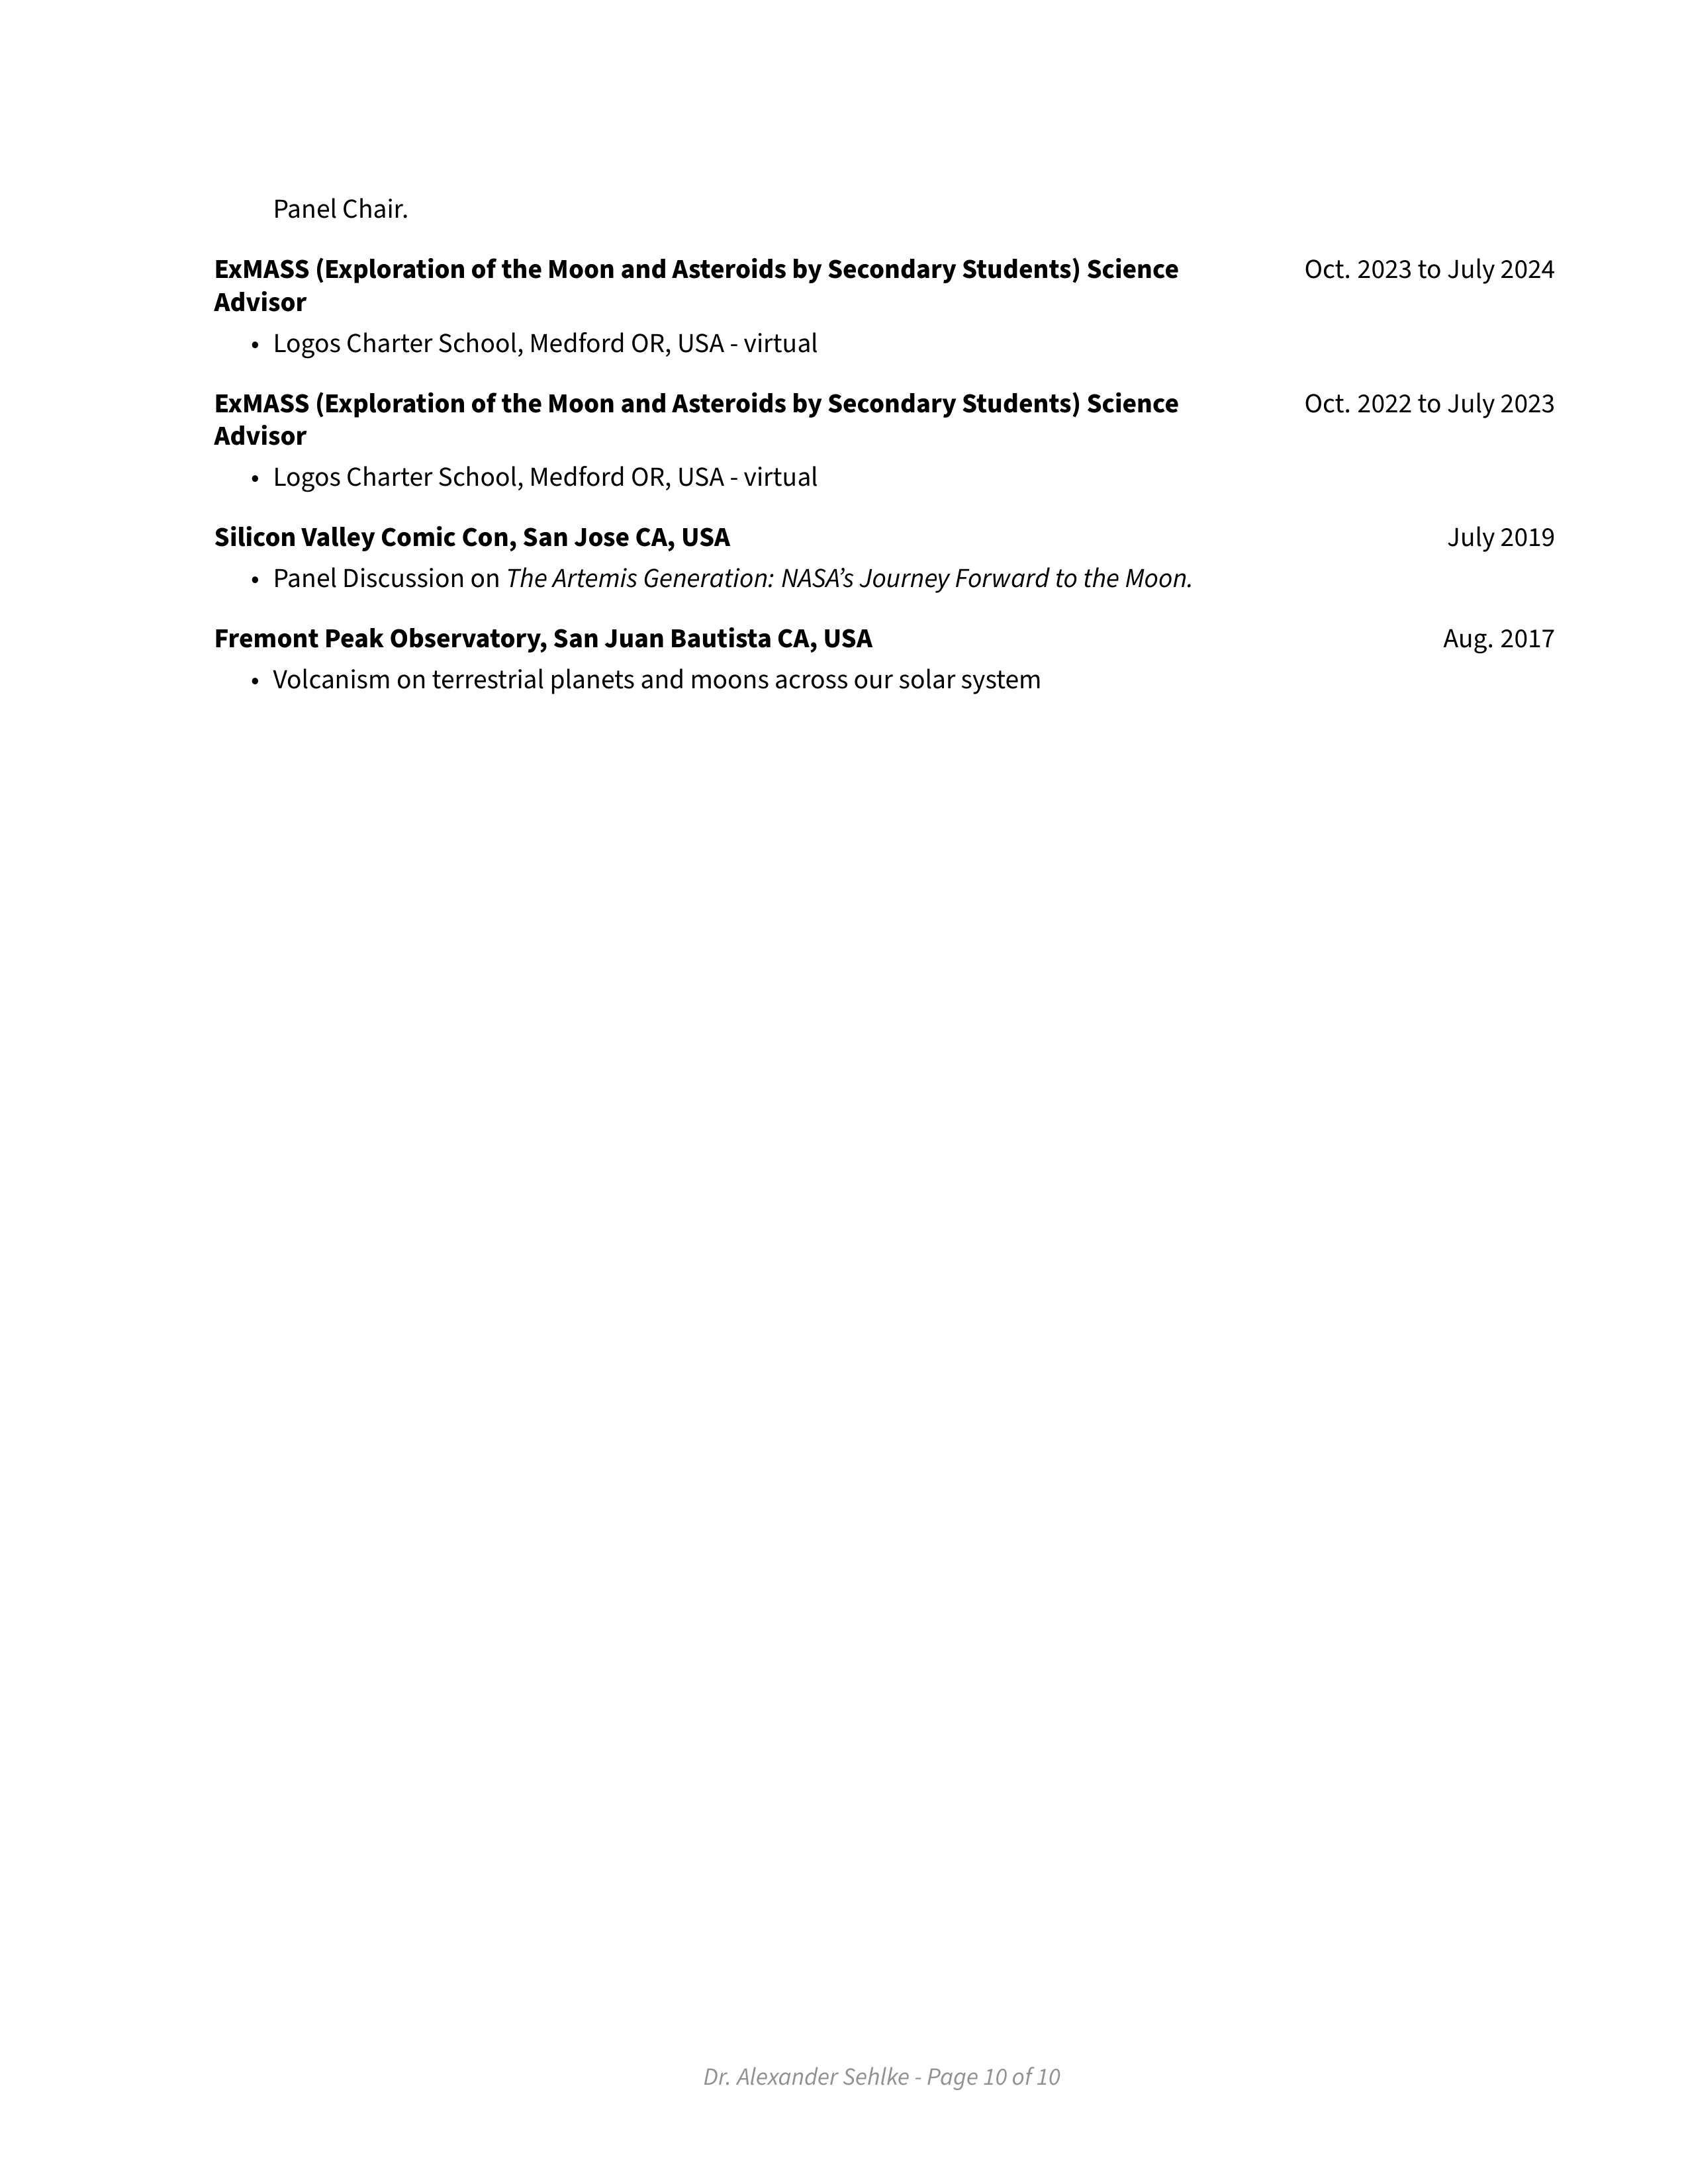 Panel Chair.
ExMASS (Exploration of the Moon and Asteroids by Secondary Students) Science Oct. 2023 to July 2024
Advisor
• Logos Charter School, Medford OR, USA - virtual
ExMASS (Exploration of the Moon and Asteroids by Secondary Students) Science Oct. 2022 to July 2023
Advisor
• Logos Charter School, Medford OR, USA - virtual
Silicon Valley Comic Con, San Jose CA, USA July 2019
• Panel Discussion on The Artemis Generation: NASA’s Journey Forward to the Moon.
Fremont Peak Observatory, San Juan Bautista CA, USA Aug. 2017
• Volcanism on terrestrial planets and moons across our solar system
Dr. Alexander Sehlke - Page 10 of 10